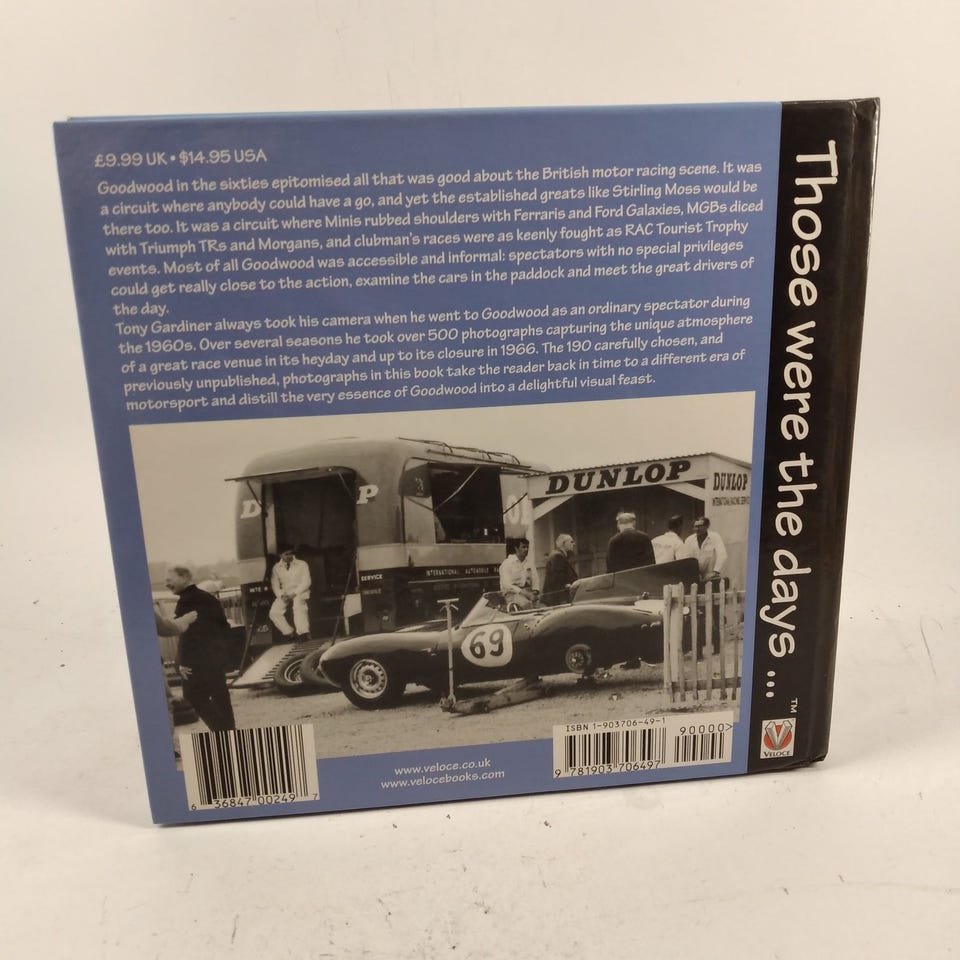 £9.99 UK • $14.95 USA
Goodwood in the sixties epitomised all that was good about the British motor racing scene. It was
a circuit where anybody could have a go, and yet the established greats like Stirling Moss would be
there too. It was a circuit where Minis rubbed shoulders with Ferraris and Ford Galaxies, MGBs diced
with Triumph TRs and Morgans, and clubman's races were as keenly fought as RAC Tourist Trophy
events. Most of all Goodwood was accessible and informal: spectators with no special privileges
could get really close to the action, examine the cars in the paddock and meet the great drivers of
the day.
Tony Gardiner always took his camera when he went to Goodwood as an ordinary spectator during
the 1960s. Over several seasons he took over 500 photographs capturing the unique atmosphere
of a great race venue in its heyday and up to its closure in 1966. The 190 carefully chosen, and
previously unpublished, photographs in this book take the reader back in time to a different era of
motorsport and distill the very essence of Goodwood into a delightful visual feast.
DUNLOP
DUNLOP
D
P
SERVICE
INTERNATIONAL AUTOMOBILE
69
6 36847 00249 7
www.veloce.co.uk
www.velocebooks.com
ISBN 1-903706-49-1
90000>
9 781903 706497
Those were the days ...™
VELOCE